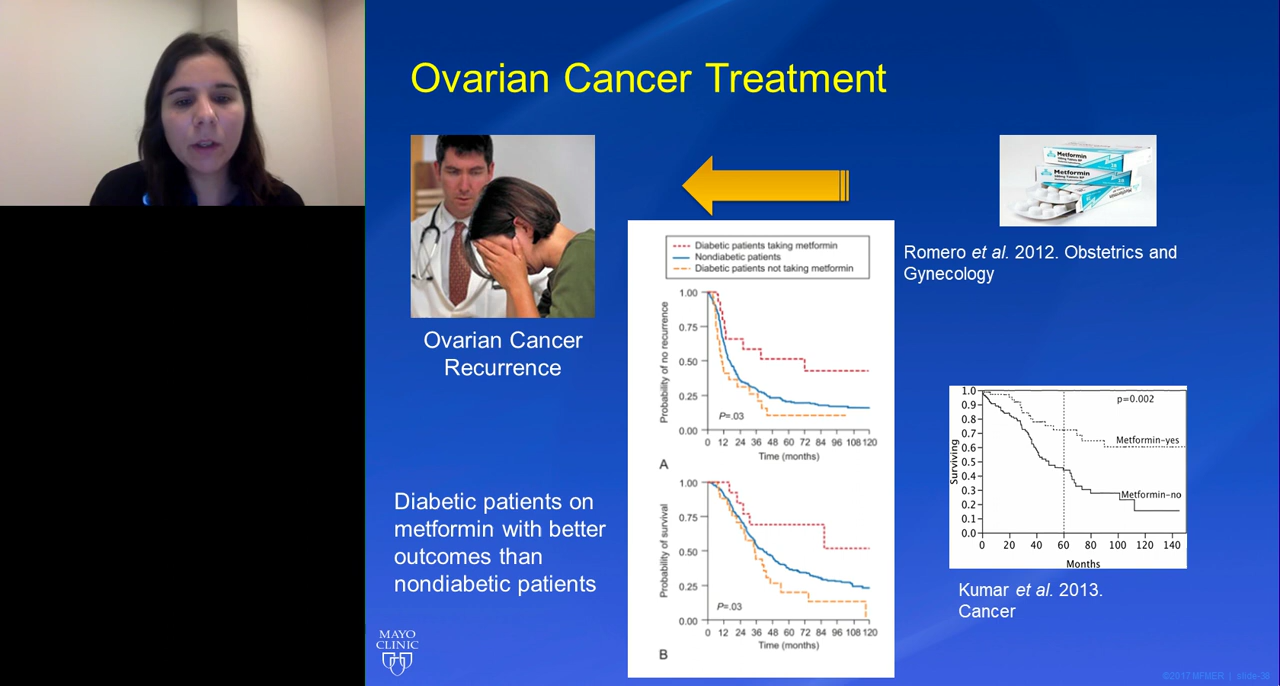 Ovarian Cancer Treatment
Metformin
Metformin
Romero et al. 2012. Obstetrics and
Gynecology
Ovarian Cancer
Recurrence
Diabetic patients taking metformin
Nondiabetic patients
Diabetic patients not taking metformin
Probability of no recurrence
1.00
0.75
0.50
0.25
0.00
P=.03
0 12 24 36 48 60 72 84 96 108 120
Time (months)
A
Probability of survival
1.00
0.75
0.50
0.25
0.00
P=.03
0 12 24 36 48 60 72 84 96 108 120
Time (months)
B
Diabetic patients on
metformin with better
outcomes than
nondiabetic patients
Surviving
1.0
0.9
0.8
0.7
0.6
0.5
0.4
0.3
0.2
0.1
0.0
p=0.002
Metformin-yes
Metformin-no
0 20 40 60 80 100 120 140
Months
Kumar et al. 2013.
Cancer
MAYO
CLINIC
©2017 MFMER | slide-38